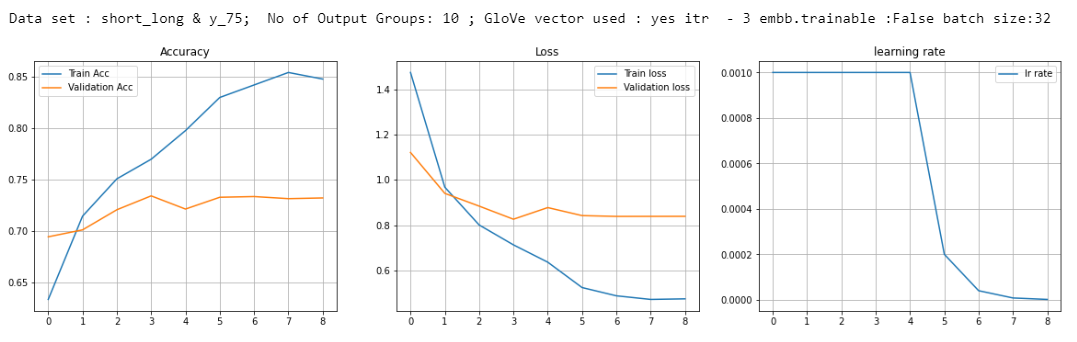 Data set : short_long & y_75;  No of Output Groups: 10 ; GloVe vector used : yes itr  - 3 embb.trainable :False batch size:32
Accuracy
Train Acc
Validation Acc
0.85
0.80
0.75
0.70
0.65
0 1 2 3 4 5 6 7 8
Loss
Train loss
Validation loss
1.4
1.2
1.0
0.8
0.6
0 1 2 3 4 5 6 7 8
learning rate
lr rate
0.0010
0.0008
0.0006
0.0004
0.0002
0.0000
0 1 2 3 4 5 6 7 8